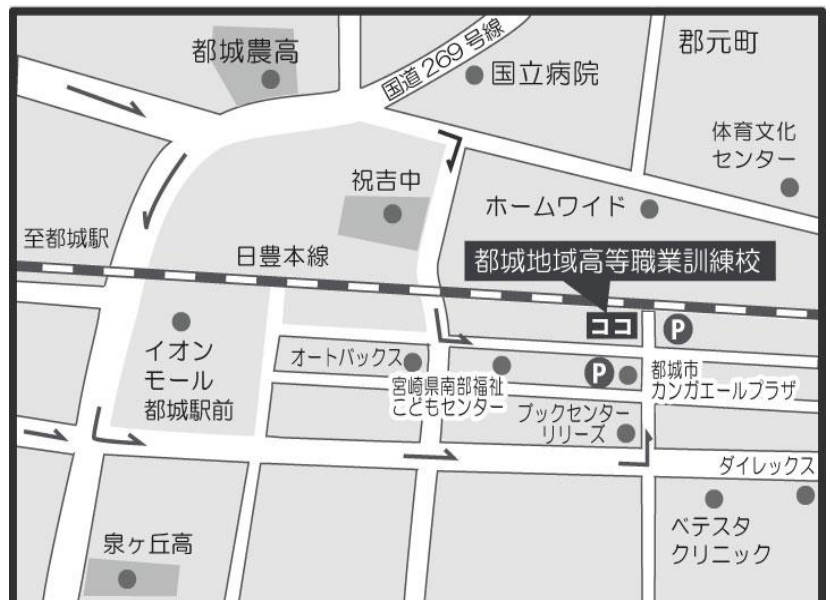 都城農高
国道269号線
国立病院
郡元町
体育文化
センター
祝吉中
ホームワイド
至都城駅
日豊本線
都城地域高等職業訓練校
ココ
P
イオン
モール
都城駅前
オートバックス
宮崎県南部福祉
こどもセンター
P
都城市
カンガエールプラザ
ブックセンター
リリーズ
ダイレックス
ベテスタ
クリニック
泉ヶ丘高